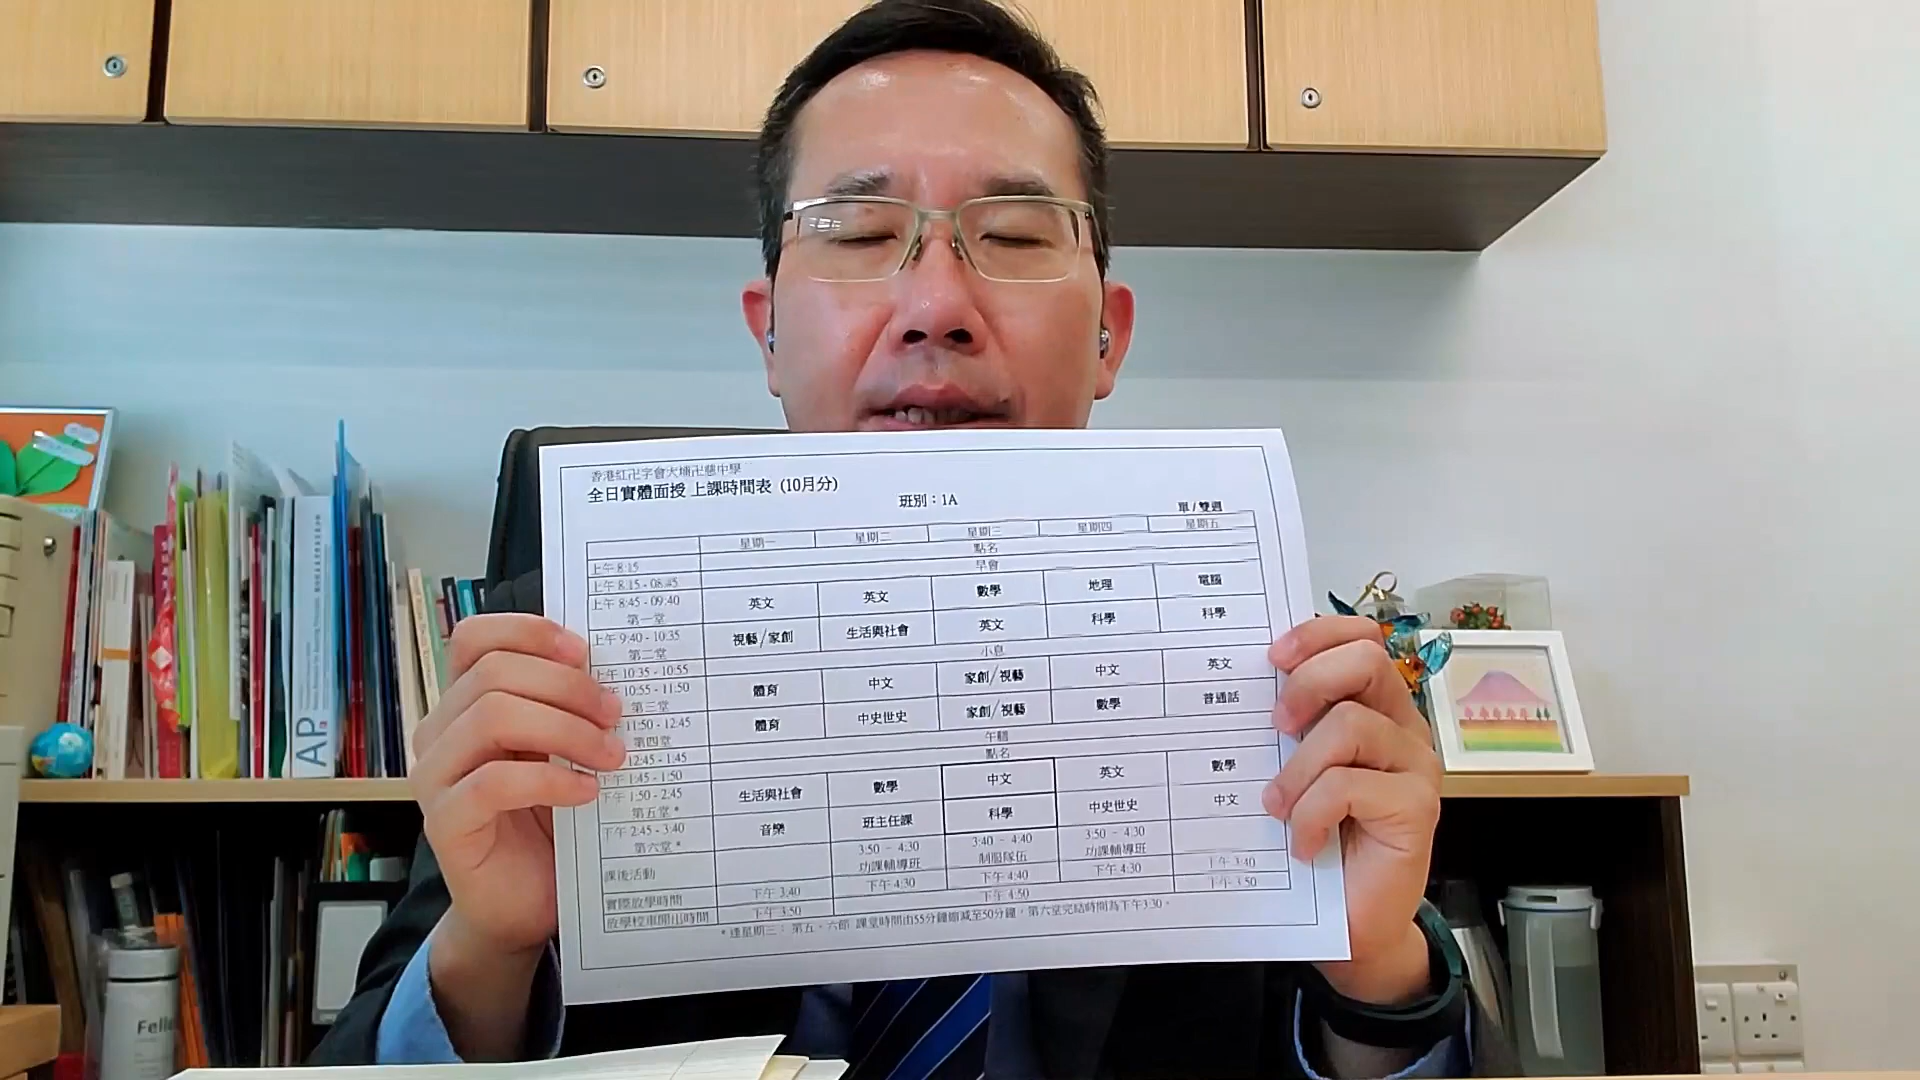 香港紅卍字會大埔卍慈中學
全日實體面授 上課時間表 (10月分)
班別：1A
單 / 雙週
星期一 星期二 星期三 星期四 星期五
上午 8:15 點名
上午 8:15 - 08:45 早會
上午 8:45 - 09:40 英文 英文 數學 地理 電腦
第一堂
上午 9:40 - 10:35 視藝/家創 生活與社會 英文 科學 科學
第二堂
上午 10:35 - 10:55 小息
10:55 - 11:50 體育 中文 家創/視藝 中文 英文
第三堂
午 11:50 - 12:45 體育 中史世史 家創/視藝 數學 普通話
第四堂
12:45 - 1:45 午膳
下午 1:45 - 1:50 點名
下午 1:50 - 2:45 生活與社會 數學 中文 英文 數學
第五堂 *
下午 2:45 - 3:40 音樂 班主任課 科學 中史世史 中文
第六堂 *
課後活動 3:50 - 4:30 3:40 - 4:40 3:50 - 4:30
功課輔導班 制服隊伍 功課輔導班
實際放學時間 下午 3:40 下午 4:30 下午 4:40 下午 4:30 下午 3:40
放學校車開出時間 下午 3:50 下午 4:50 下午 3:50
* 逢星期三： 第五、六節 課堂時間由55分鐘縮減至50分鐘，第六堂完結時間為下午3:30。
AP
Felle